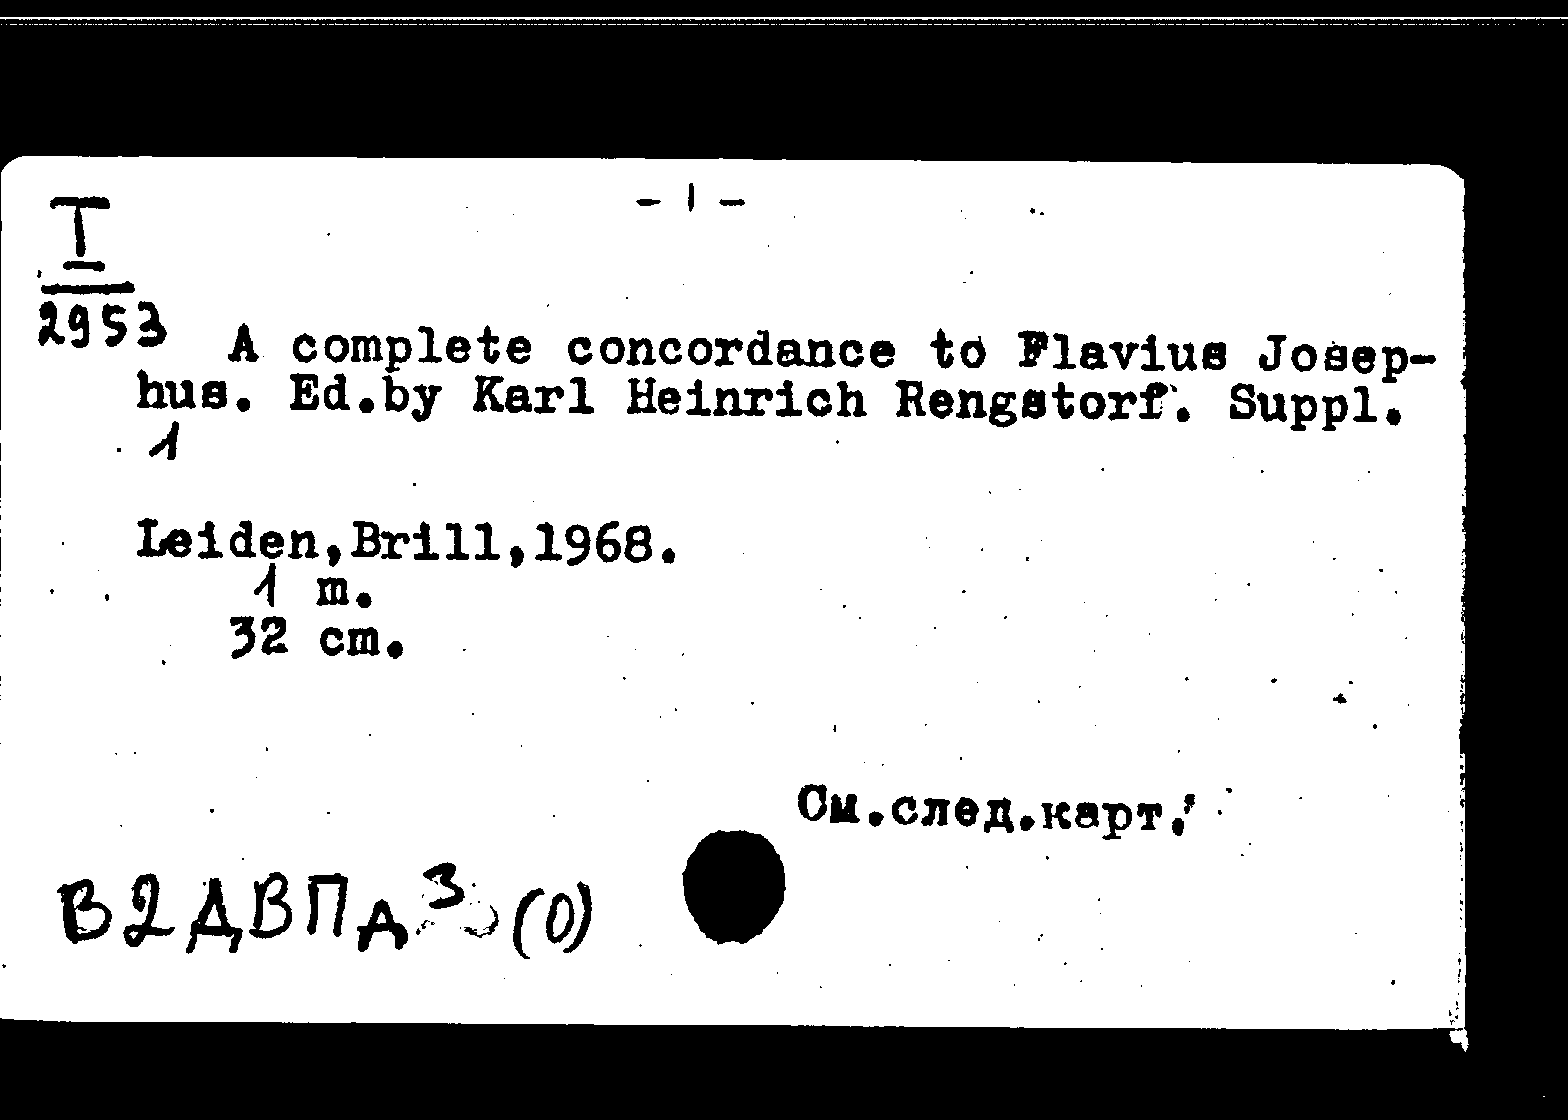 - 1 -
I
2953
A complete concordance to Flavius Josep-
hus. Ed.by Karl Heinrich Rengstorf. Suppl.
1
Leiden,Brill,1968.
1 m.
32 cm.
См.след.карт.
В2ДВПд3 (0)